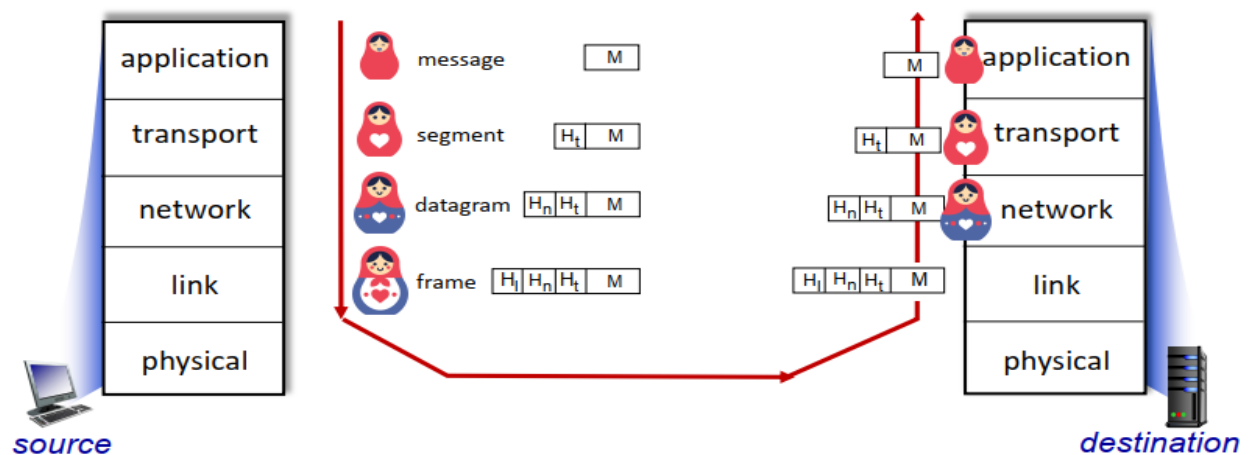 application
transport
network
link
physical
source
message M
segment Ht M
datagram Hn Ht M
frame Hl Hn Ht M
M
Ht M
Hn Ht M
Hl Hn Ht M
application
transport
network
link
physical
destination